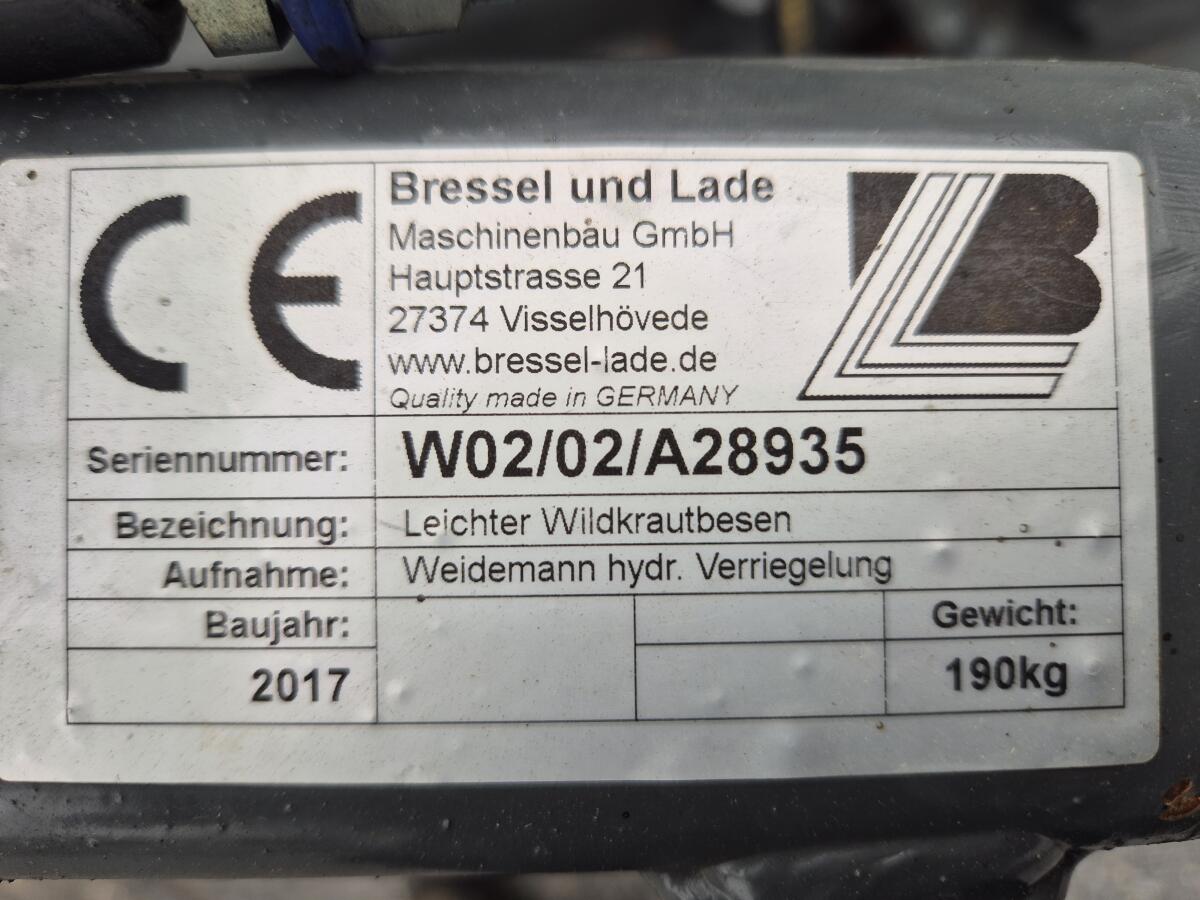 CE
Bressel und Lade
Maschinenbau GmbH
Hauptstrasse 21
27374 Visselhövede
www.bressel-lade.de
Quality made in GERMANY
LB
Seriennummer: W02/02/A28935
Bezeichnung: Leichter Wildkrautbesen
Aufnahme: Weidemann hydr. Verriegelung
Baujahr: Gewicht:
2017 190kg